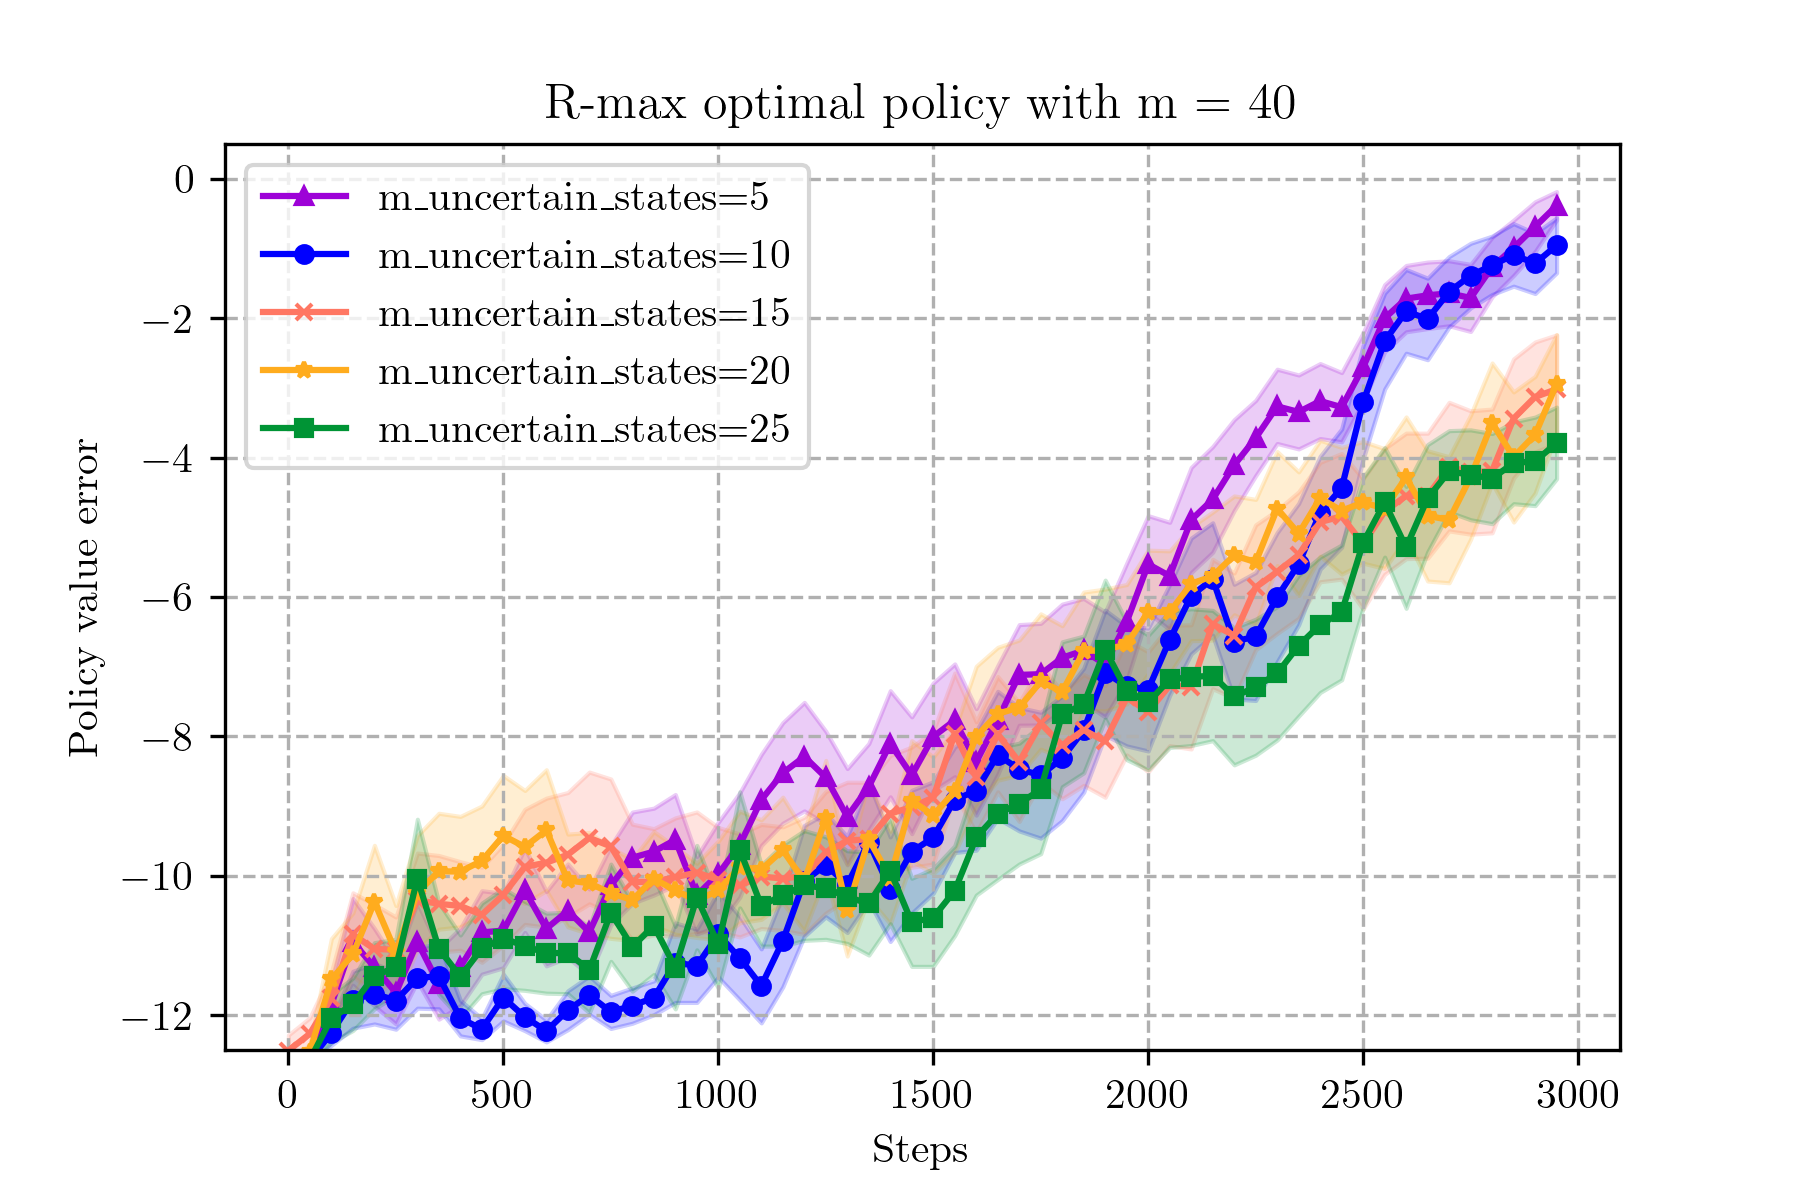 R-max optimal policy with m = 40
m_uncertain_states=5
m_uncertain_states=10
m_uncertain_states=15
m_uncertain_states=20
m_uncertain_states=25
Policy value error
0
−2
−4
−6
−8
−10
−12
0 500 1000 1500 2000 2500 3000
Steps